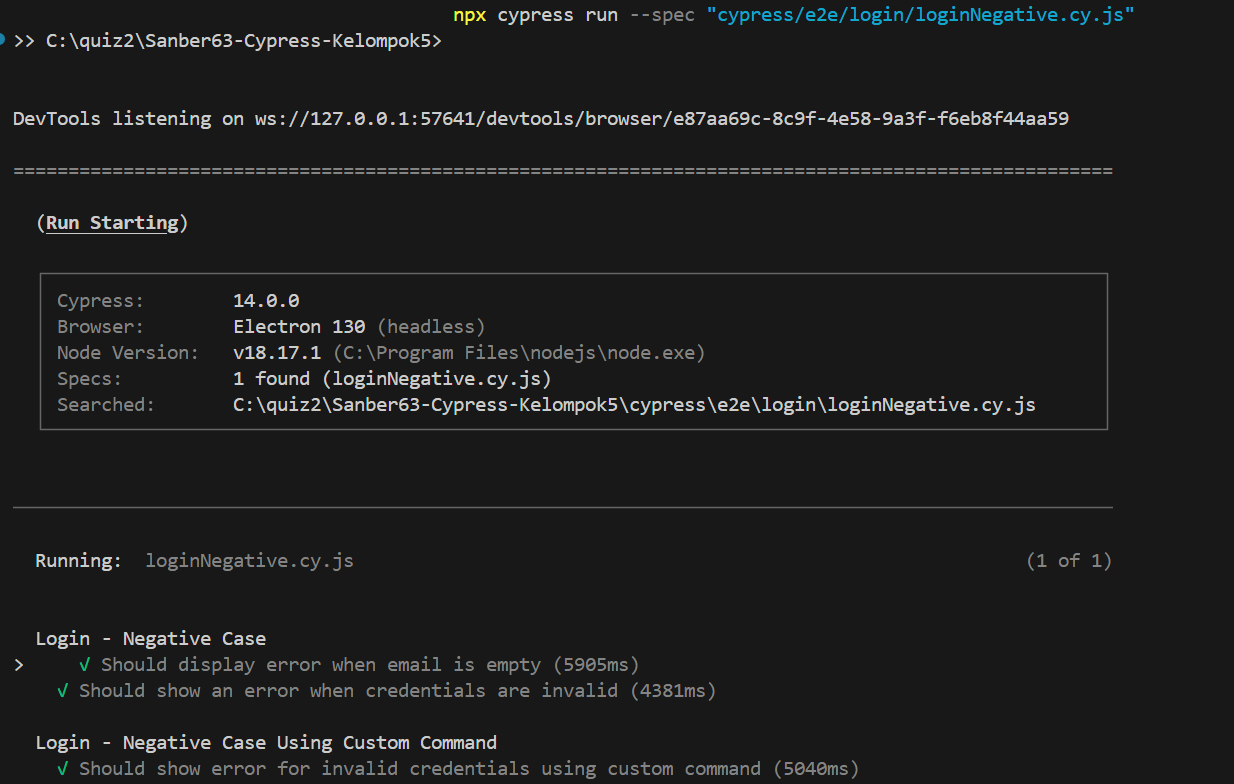 npx cypress run --spec "cypress/e2e/login/loginNegative.cy.js"
>> C:\quiz2\Sanber63-Cypress-Kelompok5>
DevTools listening on ws://127.0.0.1:57641/devtools/browser/e87aa69c-8c9f-4e58-9a3f-f6eb8f44aa59
====================================================================================================
(Run Starting)
Cypress: 14.0.0
Browser: Electron 130 (headless)
Node Version: v18.17.1 (C:\Program Files\nodejs\node.exe)
Specs: 1 found (loginNegative.cy.js)
Searched: C:\quiz2\Sanber63-Cypress-Kelompok5\cypress\e2e\login\loginNegative.cy.js
Running: loginNegative.cy.js (1 of 1)
Login - Negative Case
> √ Should display error when email is empty (5905ms)
√ Should show an error when credentials are invalid (4381ms)
Login - Negative Case Using Custom Command
√ Should show error for invalid credentials using custom command (5040ms)